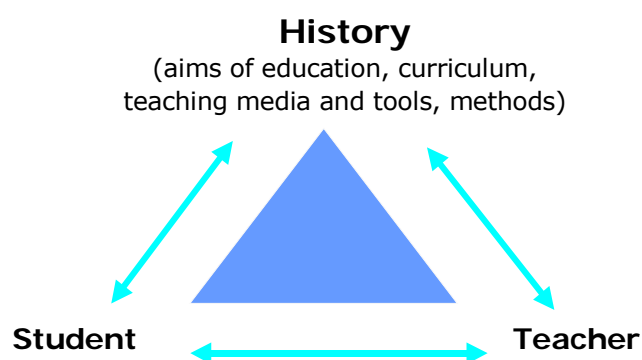 History
(aims of education, curriculum,
teaching media and tools, methods)
Student
Teacher